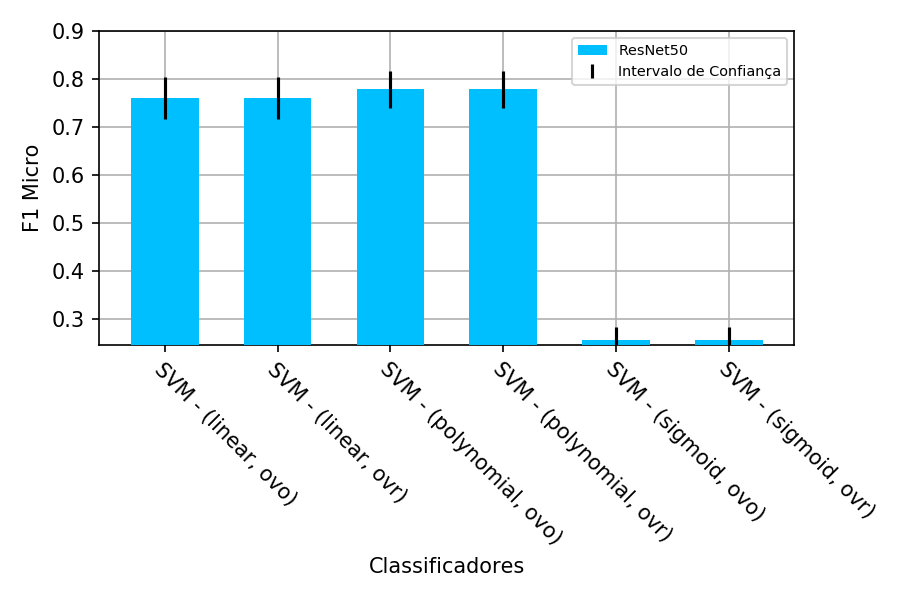 0.9
0.8
0.7
0.6
0.5
0.4
0.3
F1 Micro
ResNet50
Intervalo de Confiança
SVM - (linear, ovo)
SVM - (linear, ovr)
SVM - (polynomial, ovo)
SVM - (polynomial, ovr)
SVM - (sigmoid, ovo)
SVM - (sigmoid, ovr)
Classificadores